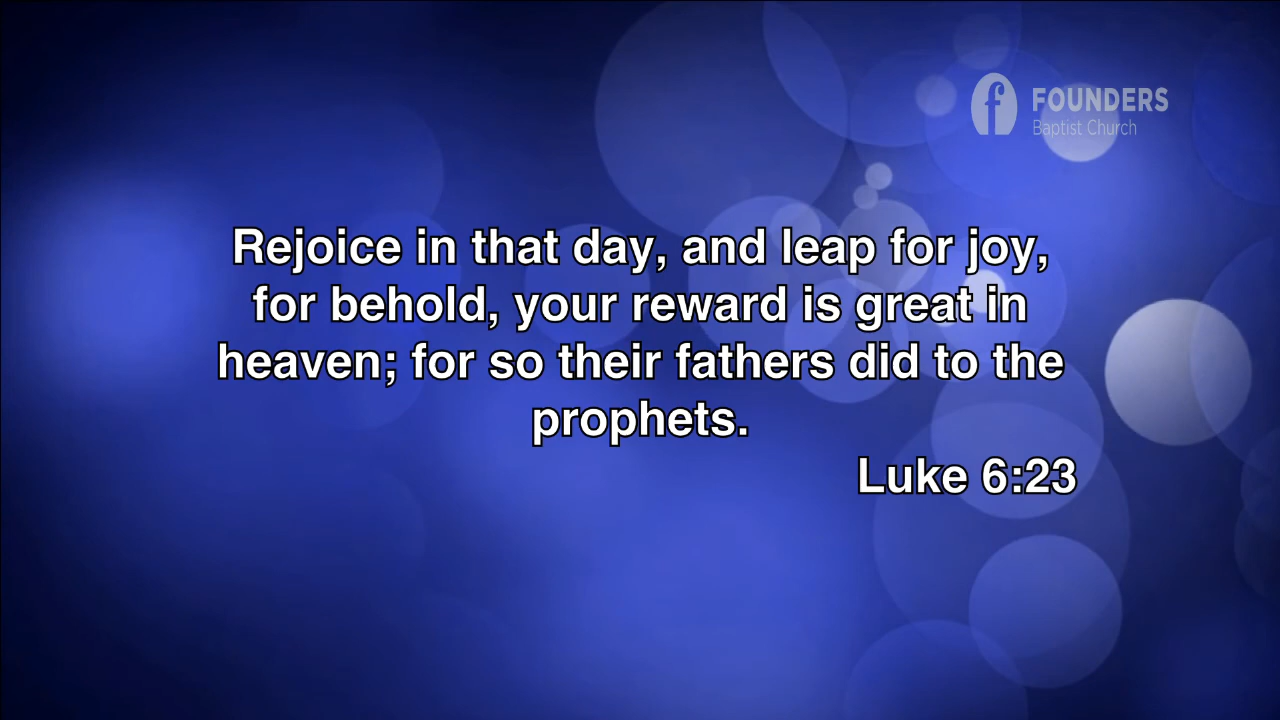 FOUNDERS
Baptist Church
Rejoice in that day, and leap for joy,
for behold, your reward is great in
heaven; for so their fathers did to the
prophets.
Luke 6:23